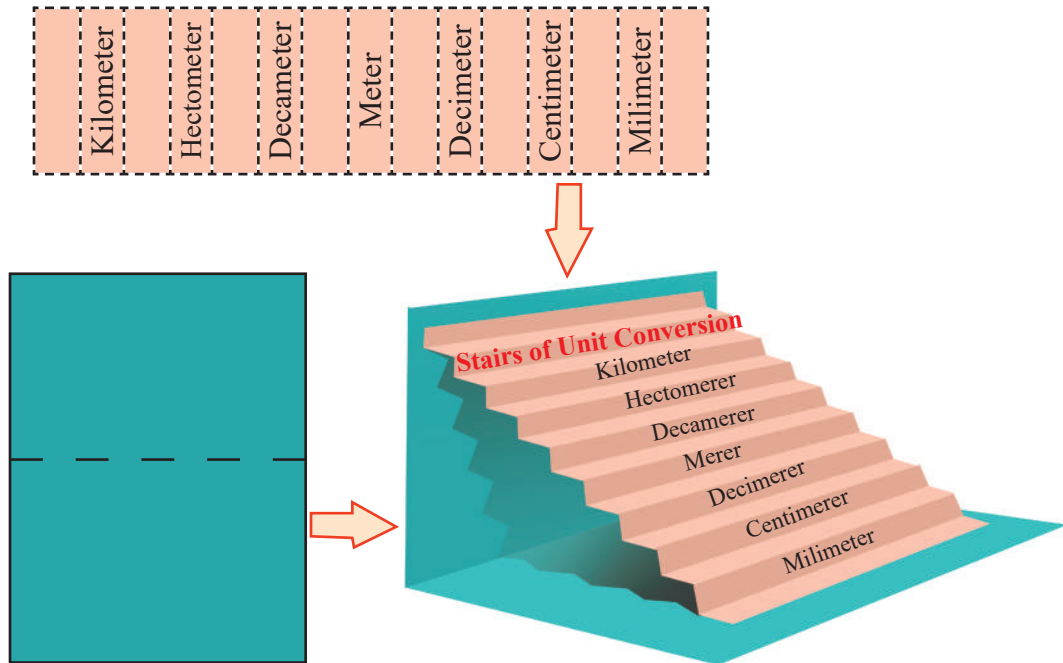 Kilometer
Hectometer
Decameter
Meter
Decimeter
Centimeter
Milimeter
Stairs of Unit Conversion
Kilometer
Hectomerer
Decamerer
Merer
Decimerer
Centimerer
Milimeter